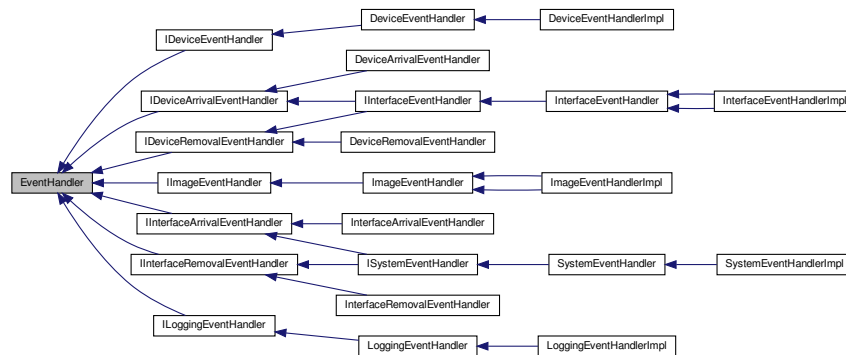 DeviceEventHandler
DeviceEventHandlerImpl
IDeviceEventHandler
DeviceArrivalEventHandler
IDeviceArrivalEventHandler
IInterfaceEventHandler
InterfaceEventHandler
InterfaceEventHandlerImpl
IDeviceRemovalEventHandler
DeviceRemovalEventHandler
EventHandler
IImageEventHandler
ImageEventHandler
ImageEventHandlerImpl
IInterfaceArrivalEventHandler
InterfaceArrivalEventHandler
IInterfaceRemovalEventHandler
ISystemEventHandler
SystemEventHandler
SystemEventHandlerImpl
InterfaceRemovalEventHandler
ILoggingEventHandler
LoggingEventHandler
LoggingEventHandlerImpl